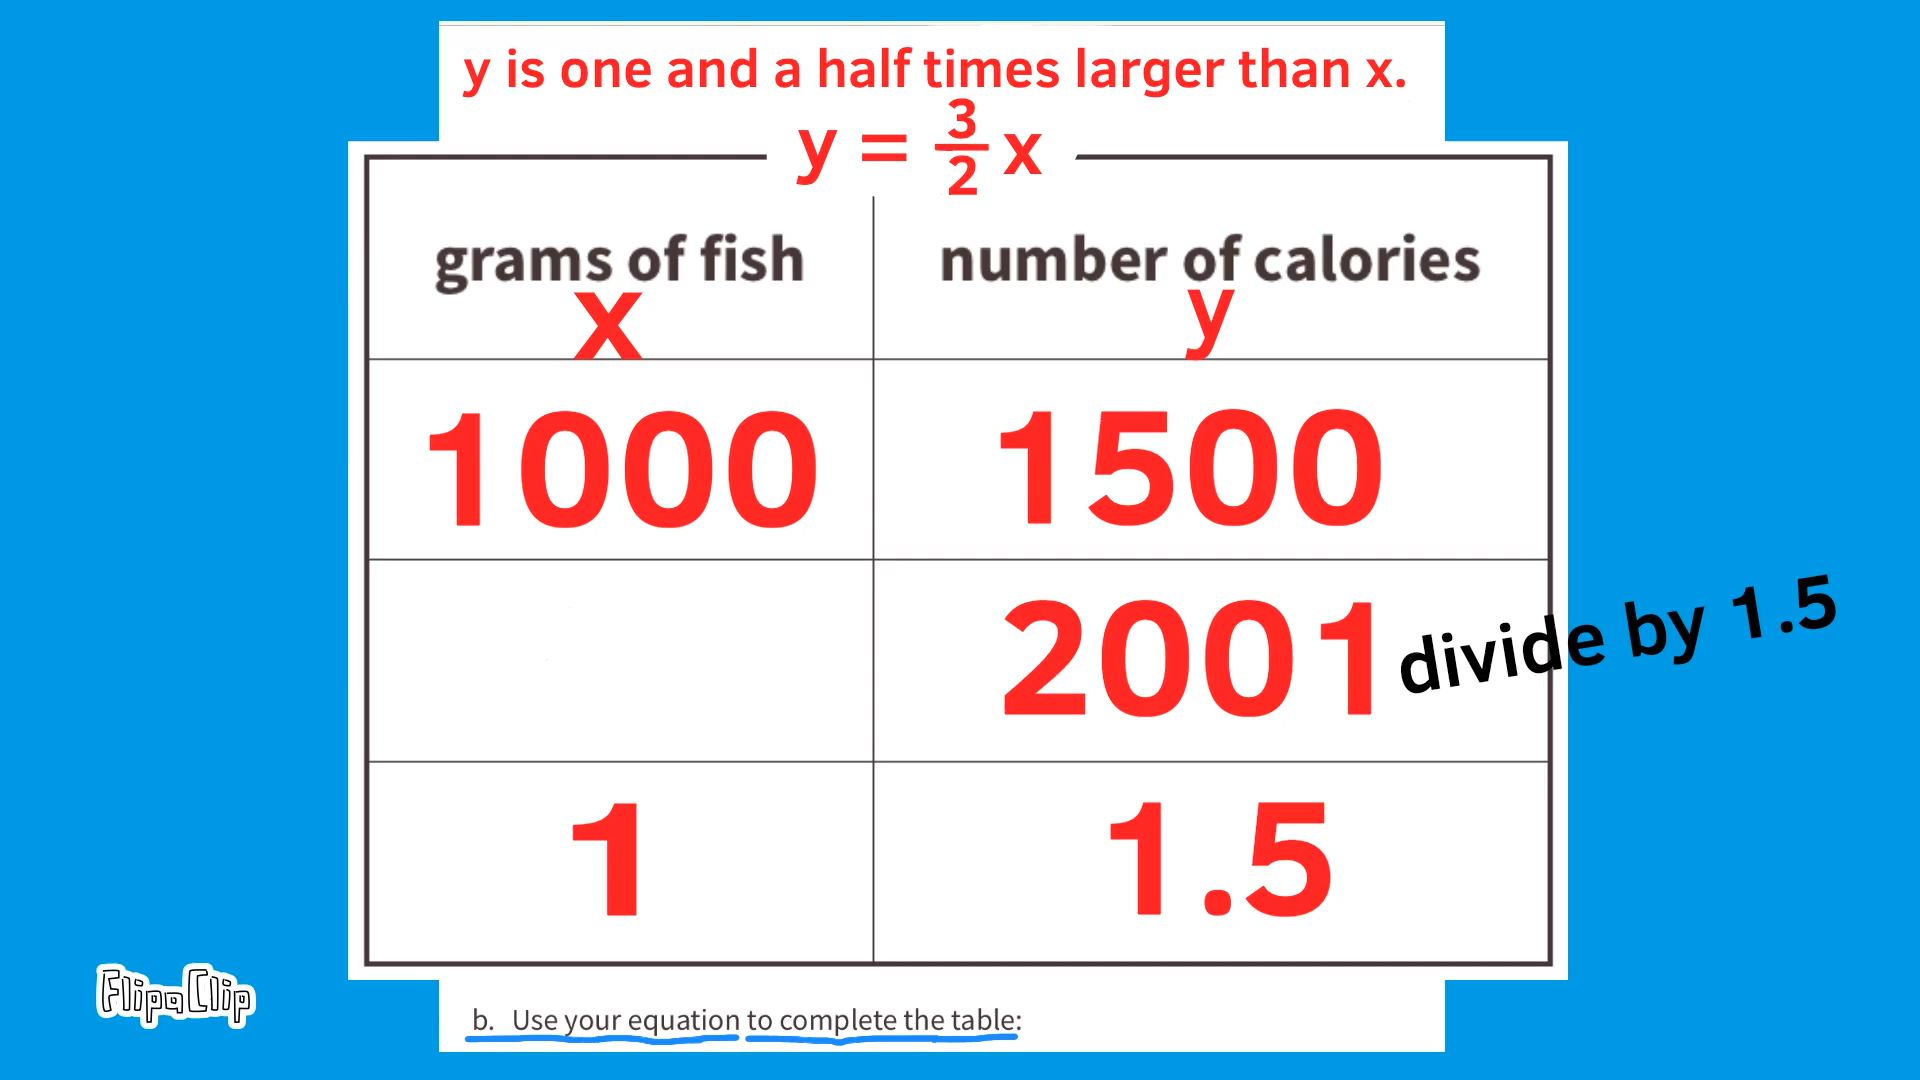 y is one and a half times larger than x.
y = 3/2 x
grams of fish number of calories
x y
1000 1500
2001 divide by 1.5
1 1.5
FlipaClip
b. Use your equation to complete the table: